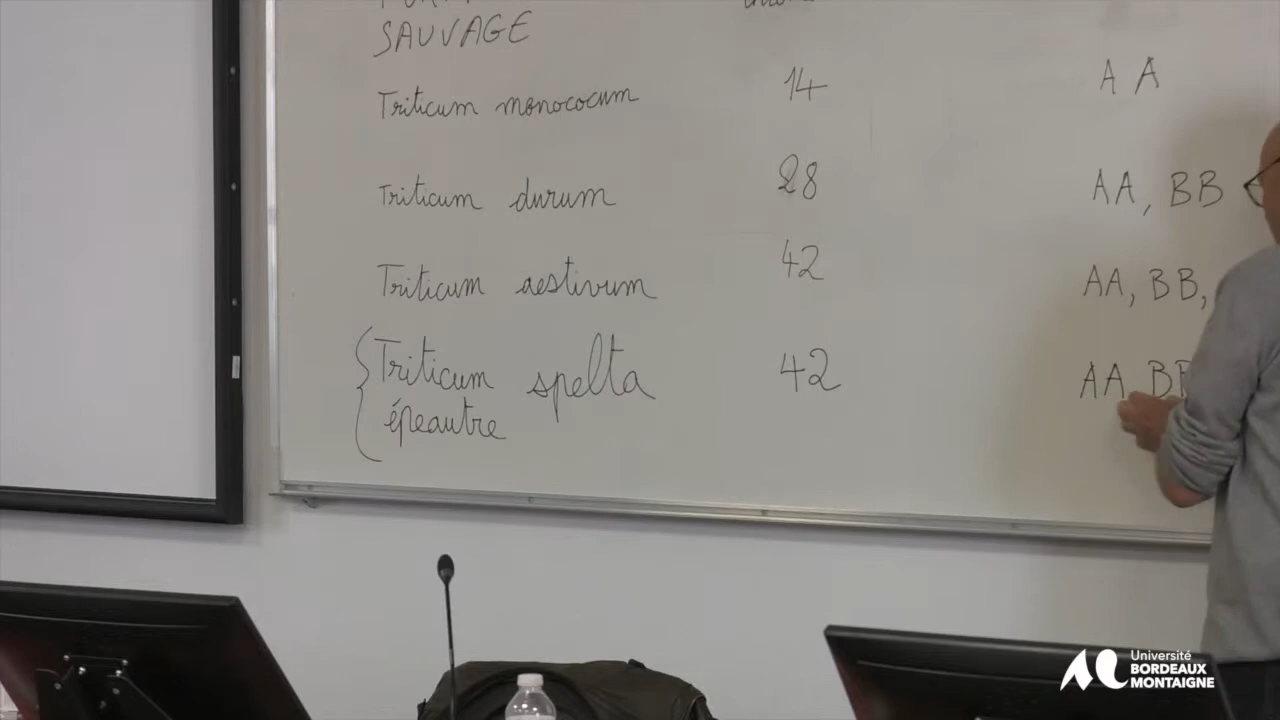 SAUVAGE
Triticum monococum 14 A A
Triticum durum 28 AA, BB
Triticum aestivum 42 AA, BB,
Triticum spelta 42 AA BB
épeautre
Université
BORDEAUX
MONTAIGNE